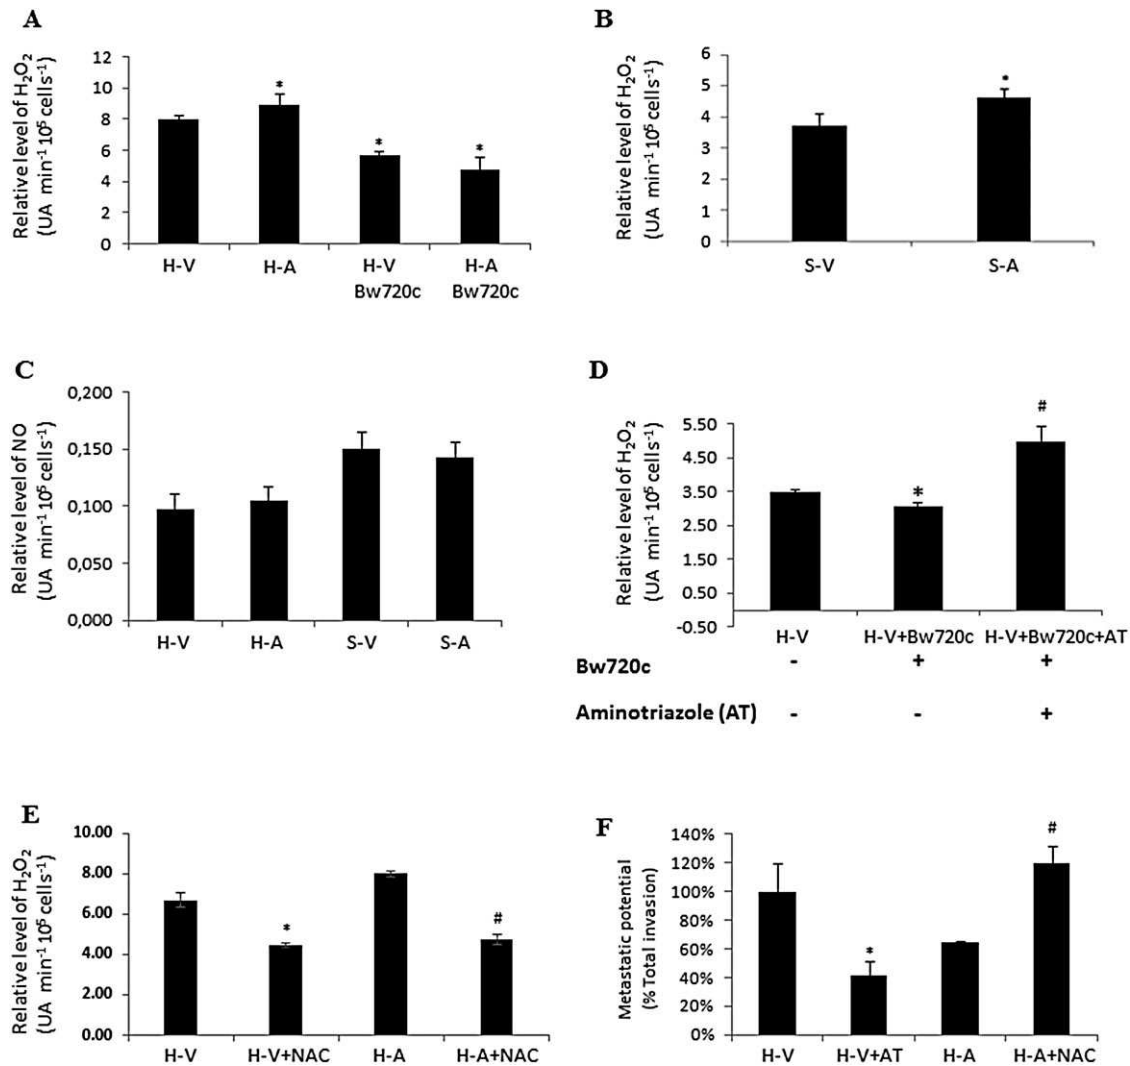 A
Relative level of H₂O₂
(UA min⁻¹ 10⁵ cells⁻¹)
12
10
8
6
4
2
0
*
*
*
H-V
H-A
H-V
Bw720c
H-A
Bw720c
B
Relative level of H₂O₂
(UA min⁻¹ 10⁵ cells⁻¹)
6
5
4
3
2
1
0
*
S-V
S-A
C
Relative level of NO
(UA min⁻¹ 10⁵ cells⁻¹)
0,200
0,150
0,100
0,050
0,000
H-V
H-A
S-V
S-A
D
Relative level of H₂O₂
(UA min⁻¹ 10⁵ cells⁻¹)
5.50
4.50
3.50
2.50
1.50
0.50
-0.50
*
#
H-V
H-V+Bw720c
H-V+Bw720c+AT
Bw720c - + +
Aminotriazole (AT) - - +
E
Relative level of H₂O₂
(UA min⁻¹ 10⁵ cells⁻¹)
10.00
8.00
6.00
4.00
2.00
0.00
*
#
H-V
H-V+NAC
H-A
H-A+NAC
F
Metastatic potential
(% Total invasion)
140%
120%
100%
80%
60%
40%
20%
0%
*
#
H-V
H-V+AT
H-A
H-A+NAC